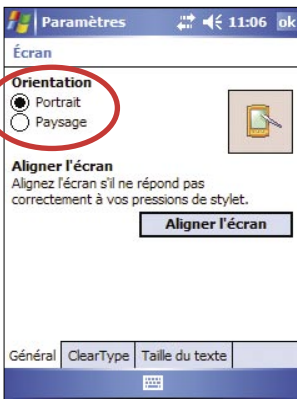 Paramètres 11:06 ok
Écran
Orientation
Portrait
Paysage
Aligner l'écran
Alignez l'écran s'il ne répond pas
correctement à vos pressions de stylet.
Aligner l'écran
Général ClearType Taille du texte